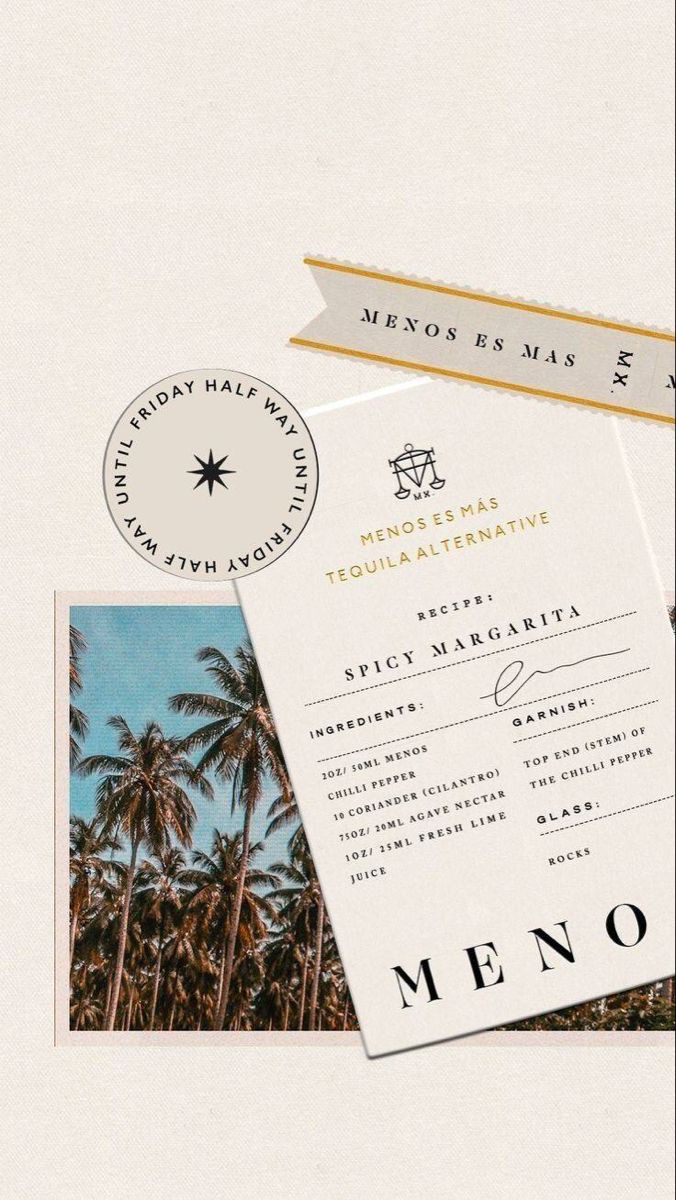 MENOS ES MAS MX. M
HALF WAY UNTIL FRIDAY HALF WAY UNTIL FRIDAY
MX.
MENOS ES MÁS
TEQUILA ALTERNATIVE
RECIPE:
SPICY MARGARITA
INGREDIENTS:
2OZ/ 50ML MENOS
CHILLI PEPPER
10 CORIANDER (CILANTRO)
75OZ/ 20ML AGAVE NECTAR
1OZ/ 25ML FRESH LIME
JUICE
GARNISH:
TOP END (STEM) OF
THE CHILLI PEPPER
GLASS:
ROCKS
MENO